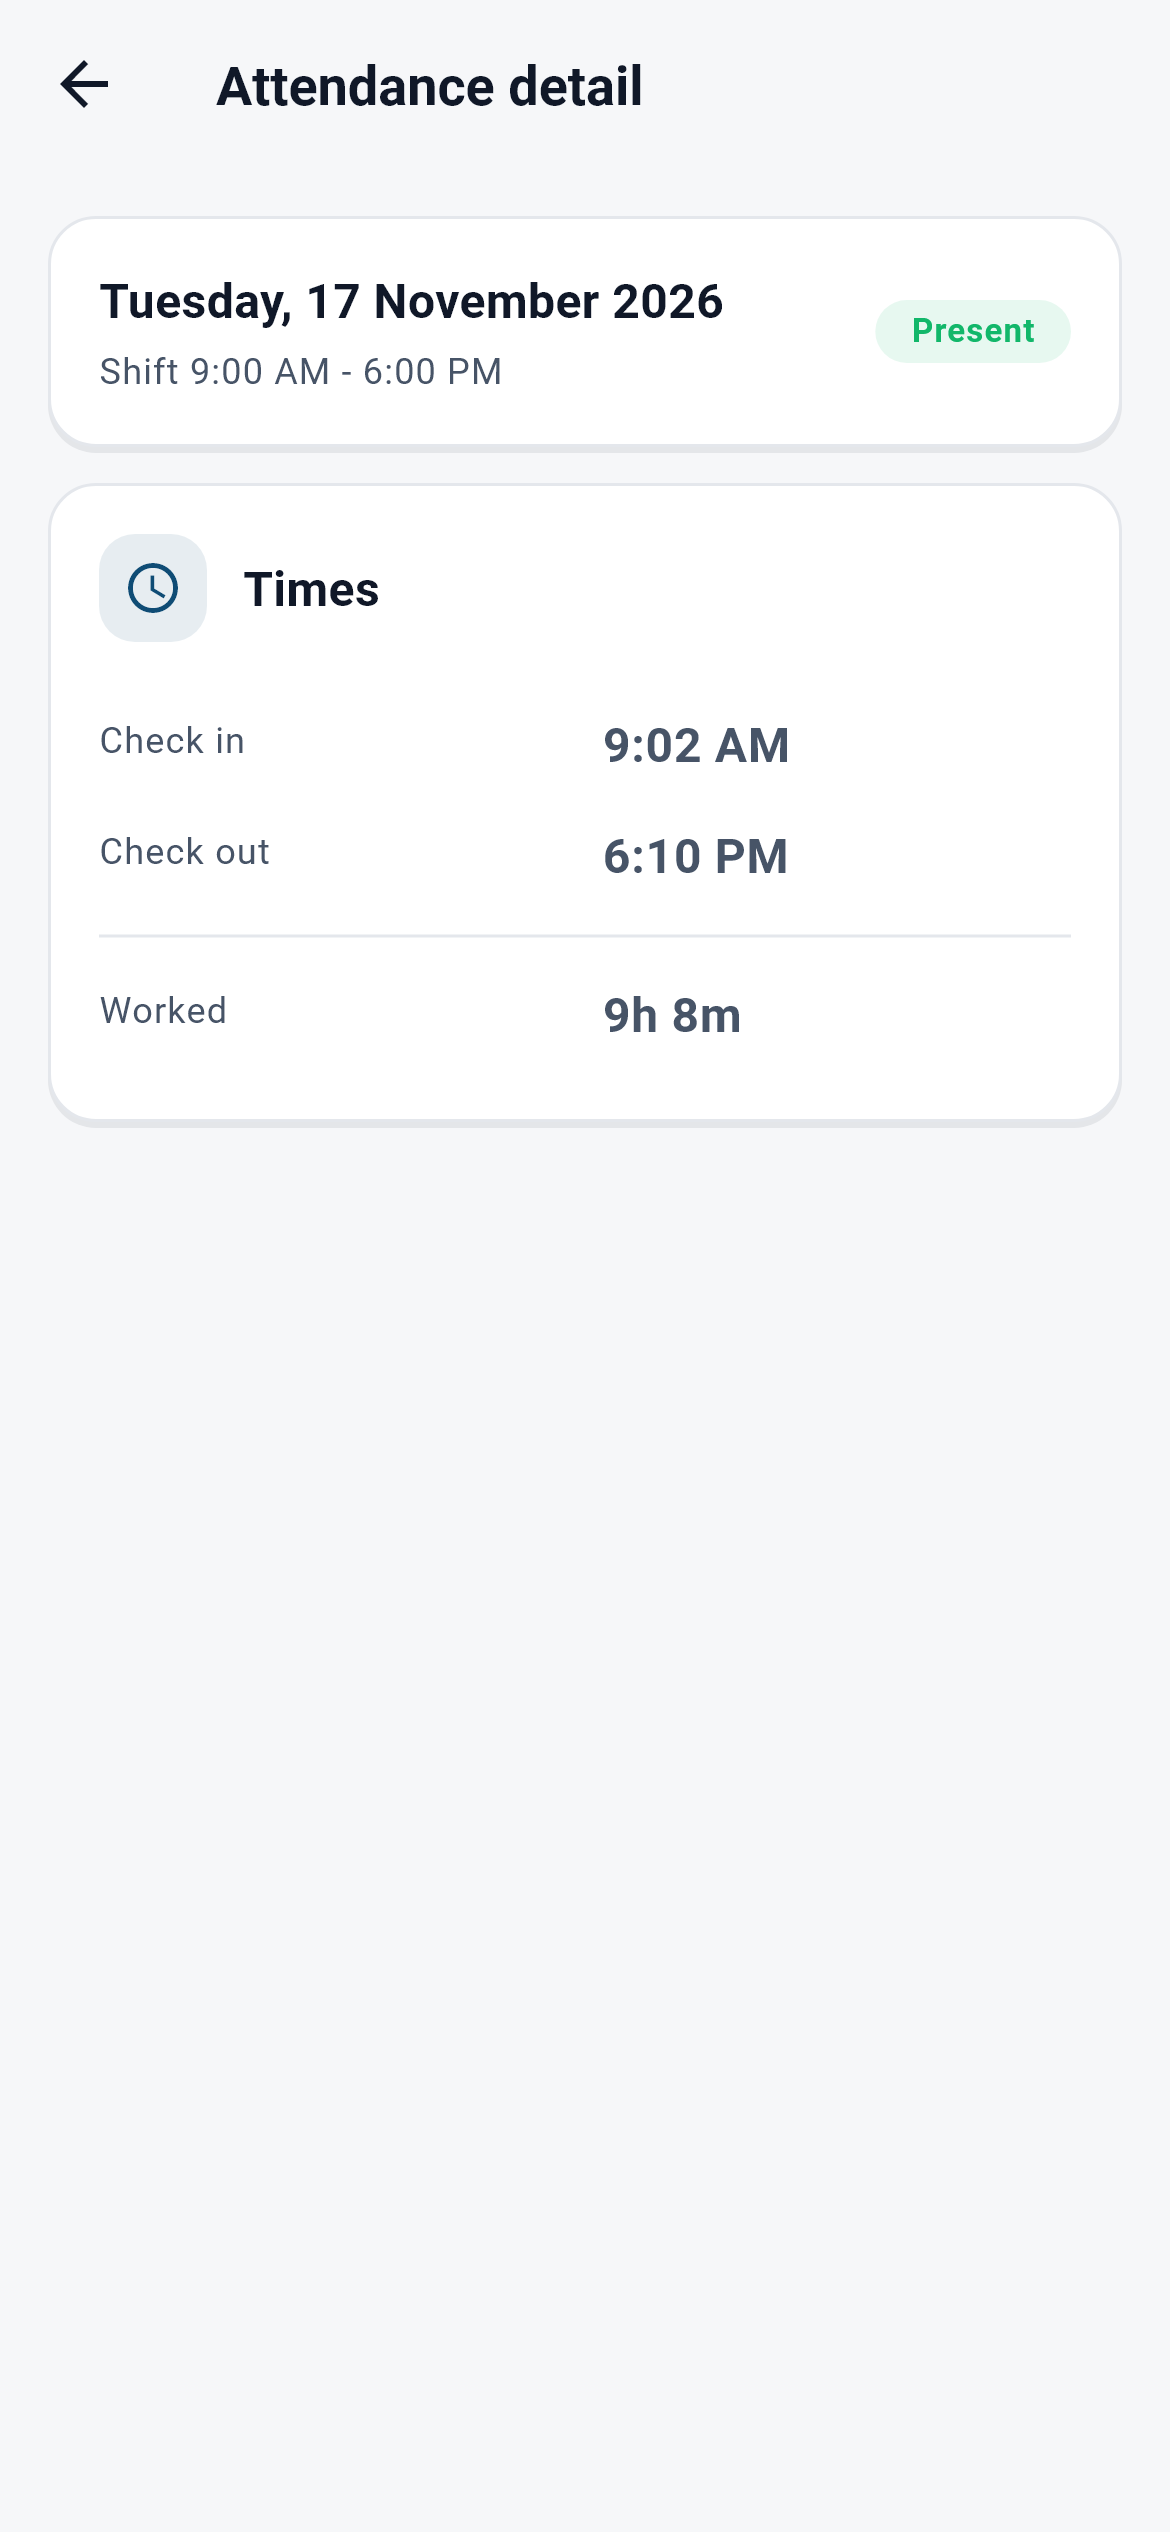 Attendance detail
Tuesday, 17 November 2026
Present
Shift 9:00 AM - 6:00 PM
Times
Check in 9:02 AM
Check out 6:10 PM
Worked 9h 8m